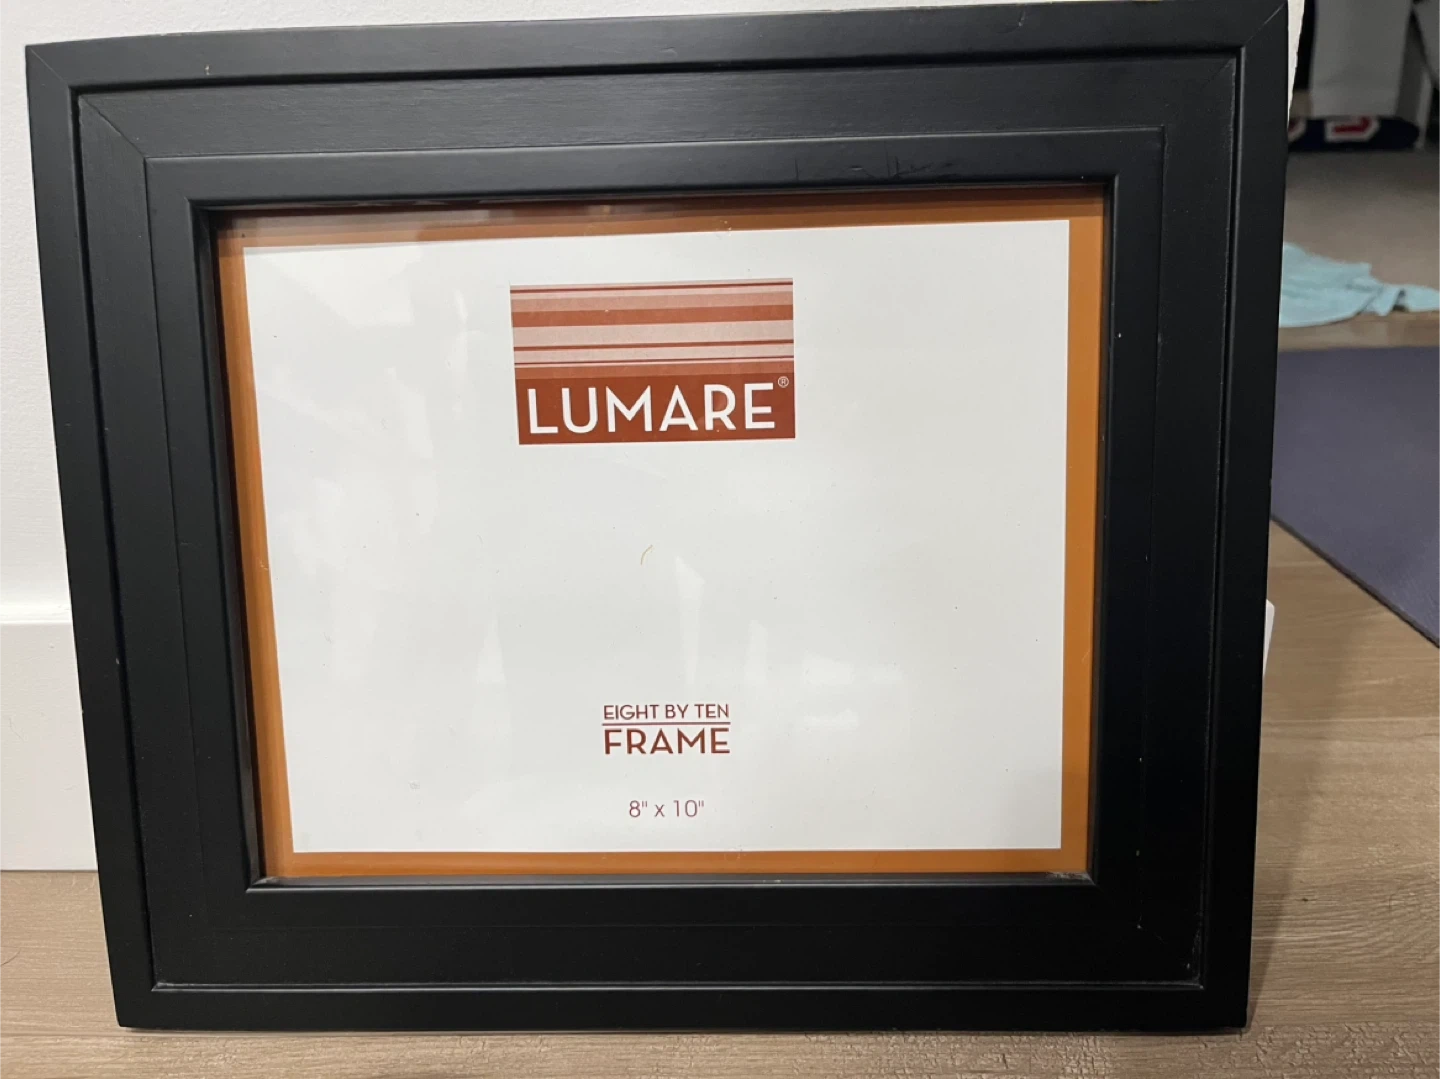 LUMARE®
EIGHT BY TEN
FRAME
8" x 10"